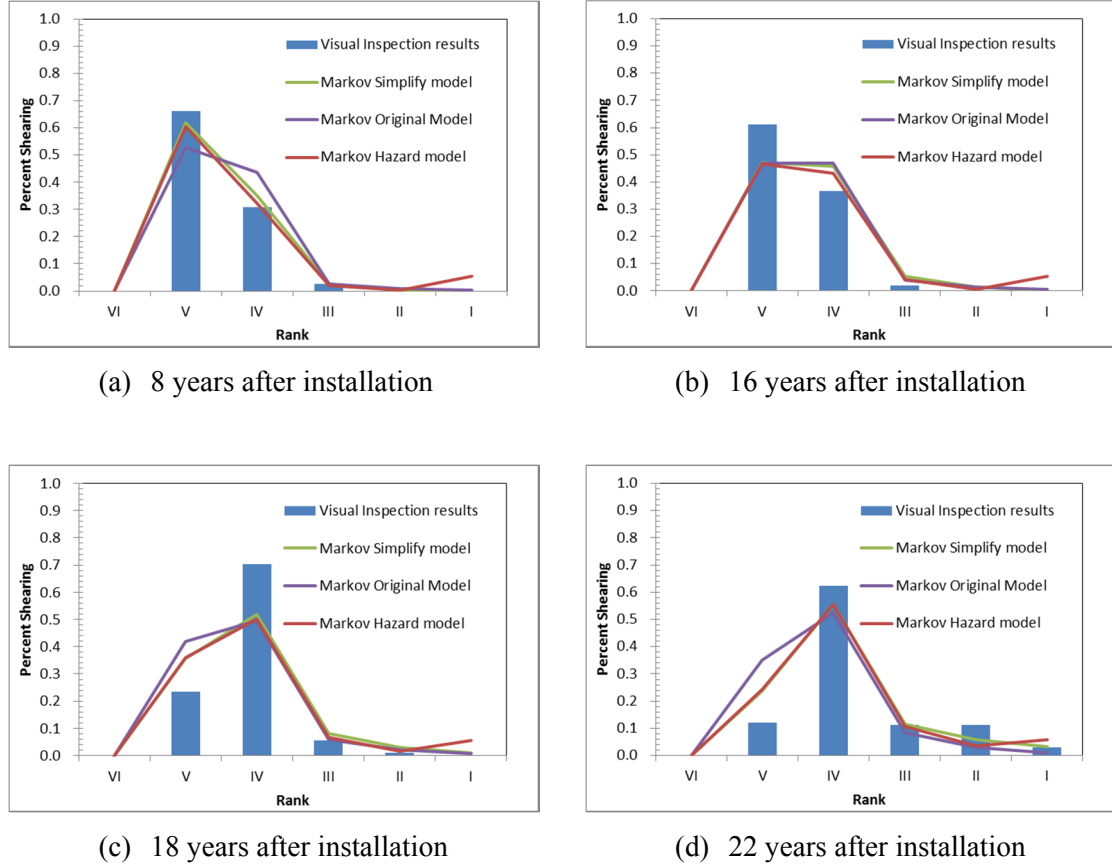 1.0
0.9
0.8
0.7
0.6
0.5
0.4
0.3
0.2
0.1
0.0
Percent Shearing
Visual Inspection results
Markov Simplify model
Markov Original Model
Markov Hazard model
VI V IV III II I
Rank
(a) 8 years after installation
1.0
0.9
0.8
0.7
0.6
0.5
0.4
0.3
0.2
0.1
0.0
Percent Shearing
Visual Inspection results
Markov Simplify model
Markov Original Model
Markov Hazard model
VI V IV III II I
Rank
(b) 16 years after installation
1.0
0.9
0.8
0.7
0.6
0.5
0.4
0.3
0.2
0.1
0.0
Percent Shearing
Visual Inspection results
Markov Simplify model
Markov Original Model
Markov Hazard model
VI V IV III II I
Rank
(c) 18 years after installation
1.0
0.9
0.8
0.7
0.6
0.5
0.4
0.3
0.2
0.1
0.0
Percent Shearing
Visual Inspection results
Markov Simplify model
Markov Original Model
Markov Hazard model
VI V IV III II I
Rank
(d) 22 years after installation